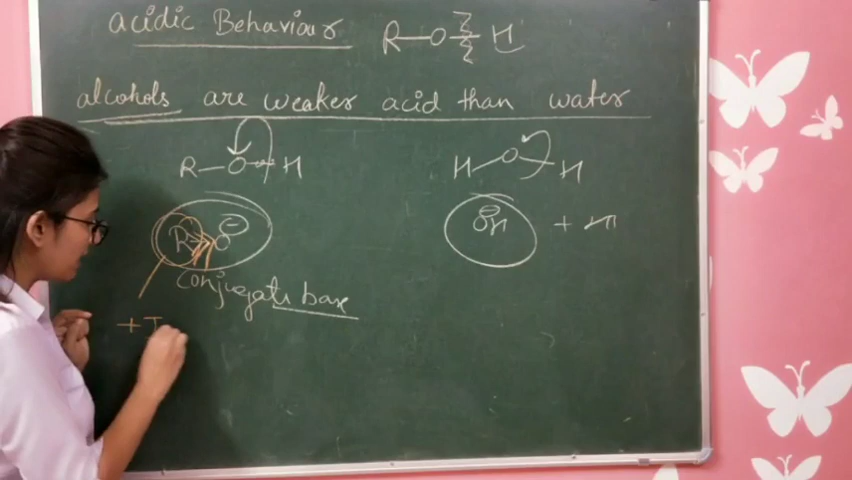 acidic Behaviour R—O—H
alcohols are weaker acid than water
R—O—H H—O—H
R→O⊖ ⊖OH + H
conjugate base
+I